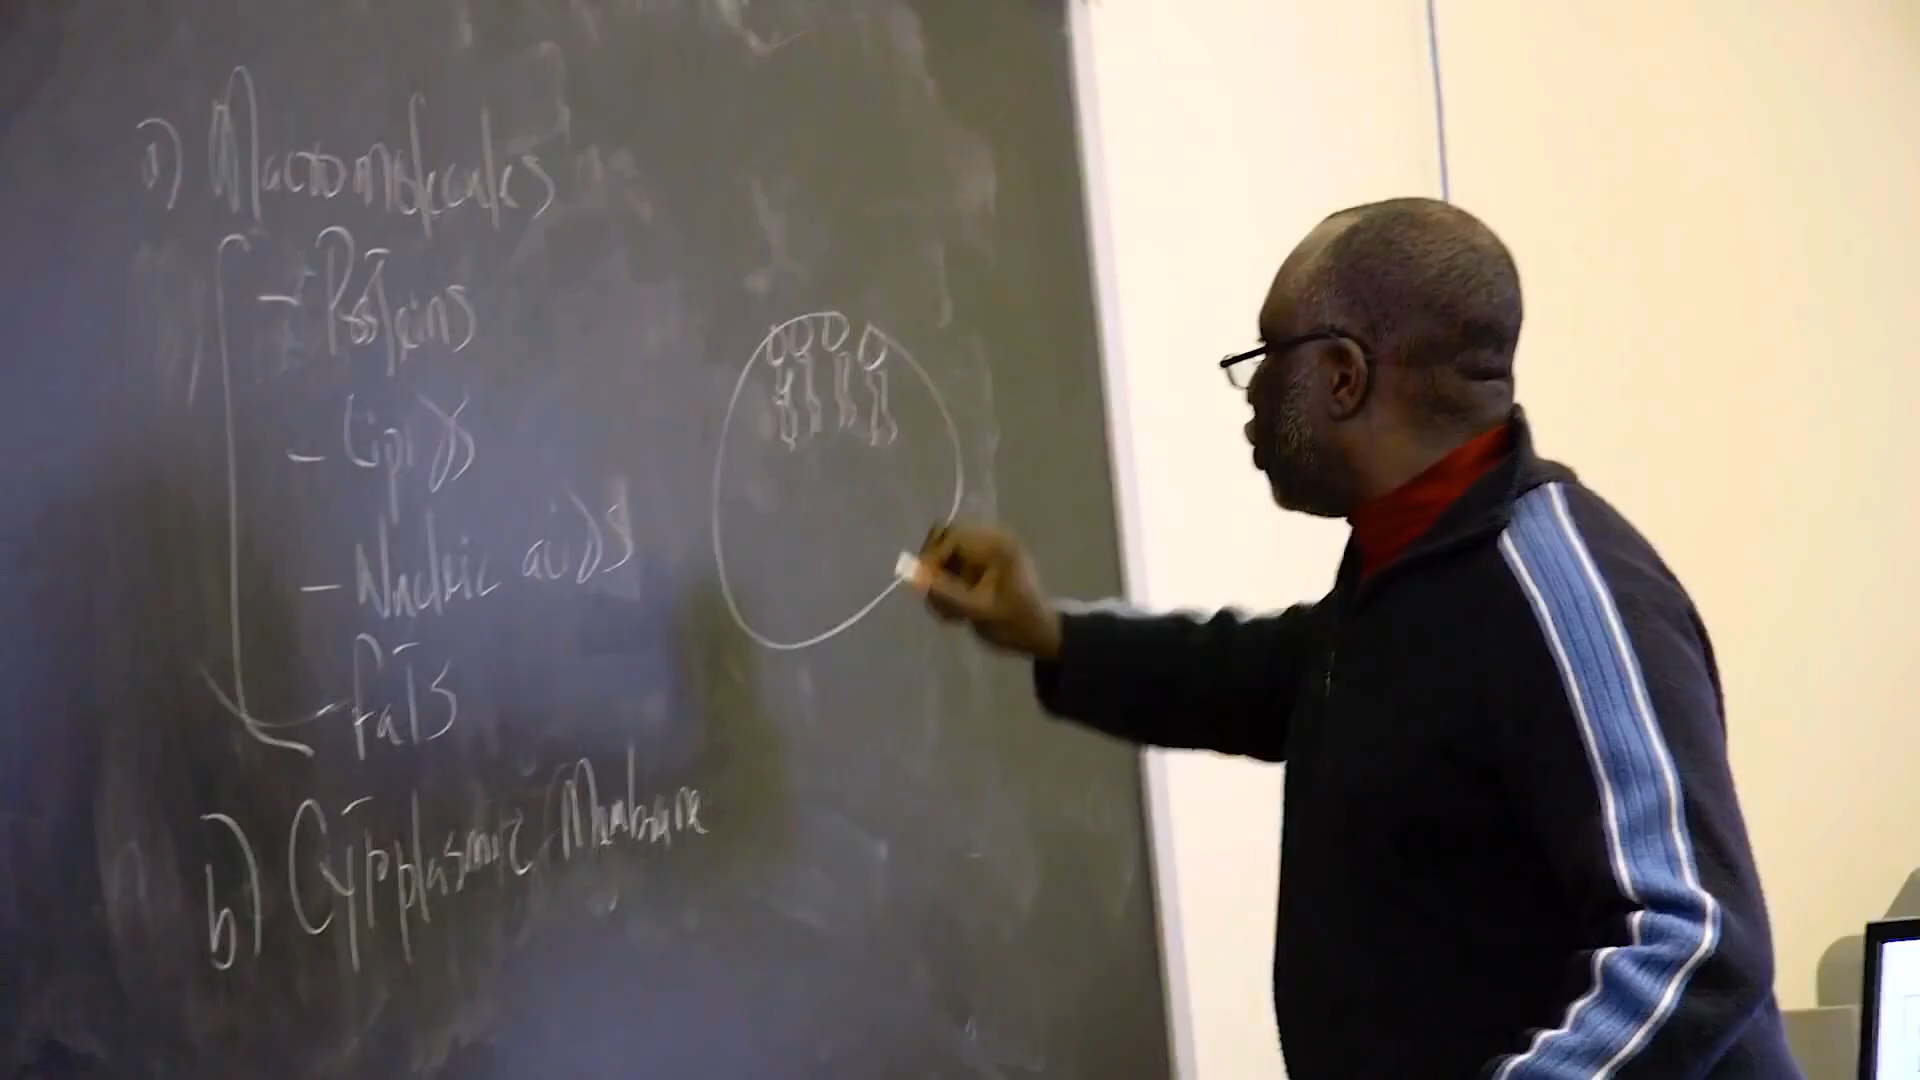 a) Macromolecules
- Proteins
- Lipids
- Nucleic acids
- Fats
b) Cytoplasmic Membrane